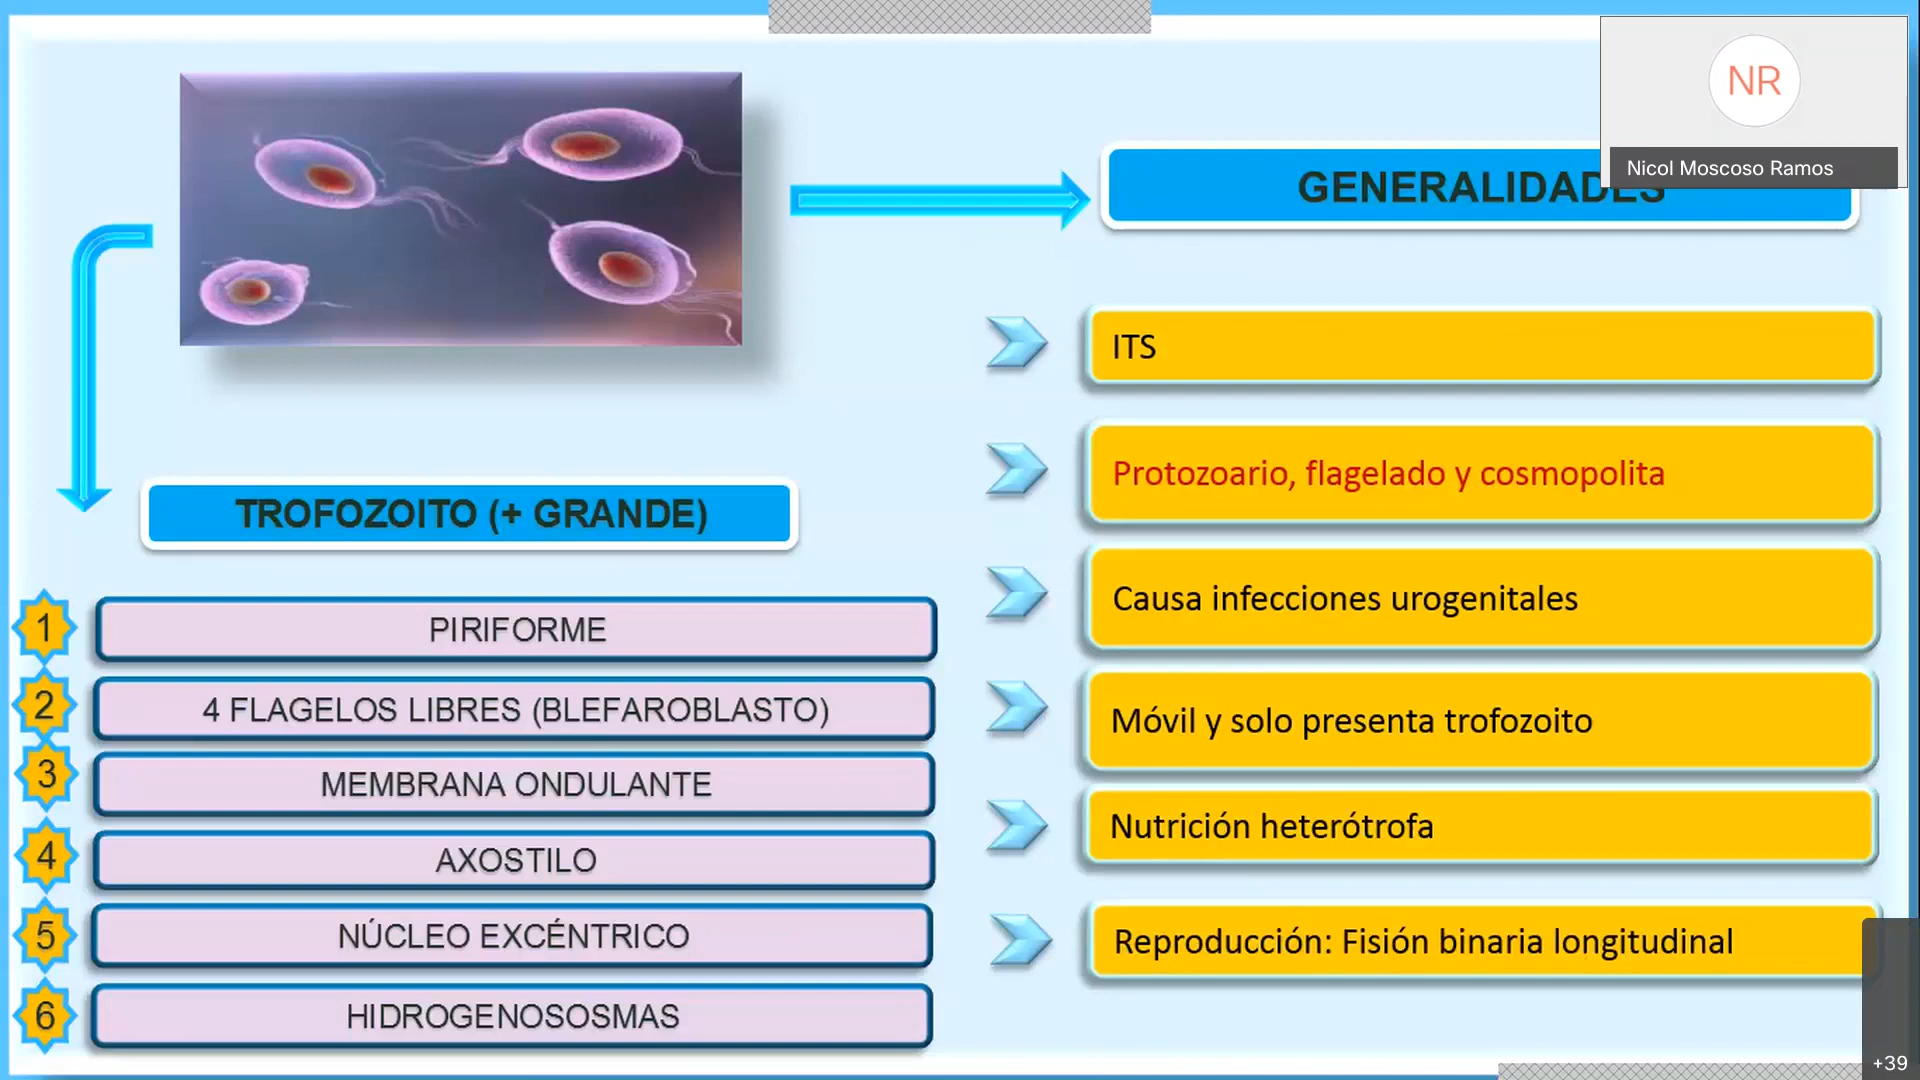 NR
Nicol Moscoso Ramos
GENERALIDADES
ITS
Protozoario, flagelado y cosmopolita
Causa infecciones urogenitales
Móvil y solo presenta trofozoito
Nutrición heterótrofa
Reproducción: Fisión binaria longitudinal
TROFOZOITO (+ GRANDE)
1 PIRIFORME
2 4 FLAGELOS LIBRES (BLEFAROBLASTO)
3 MEMBRANA ONDULANTE
4 AXOSTILO
5 NÚCLEO EXCÉNTRICO
6 HIDROGENOSOSMAS
+39